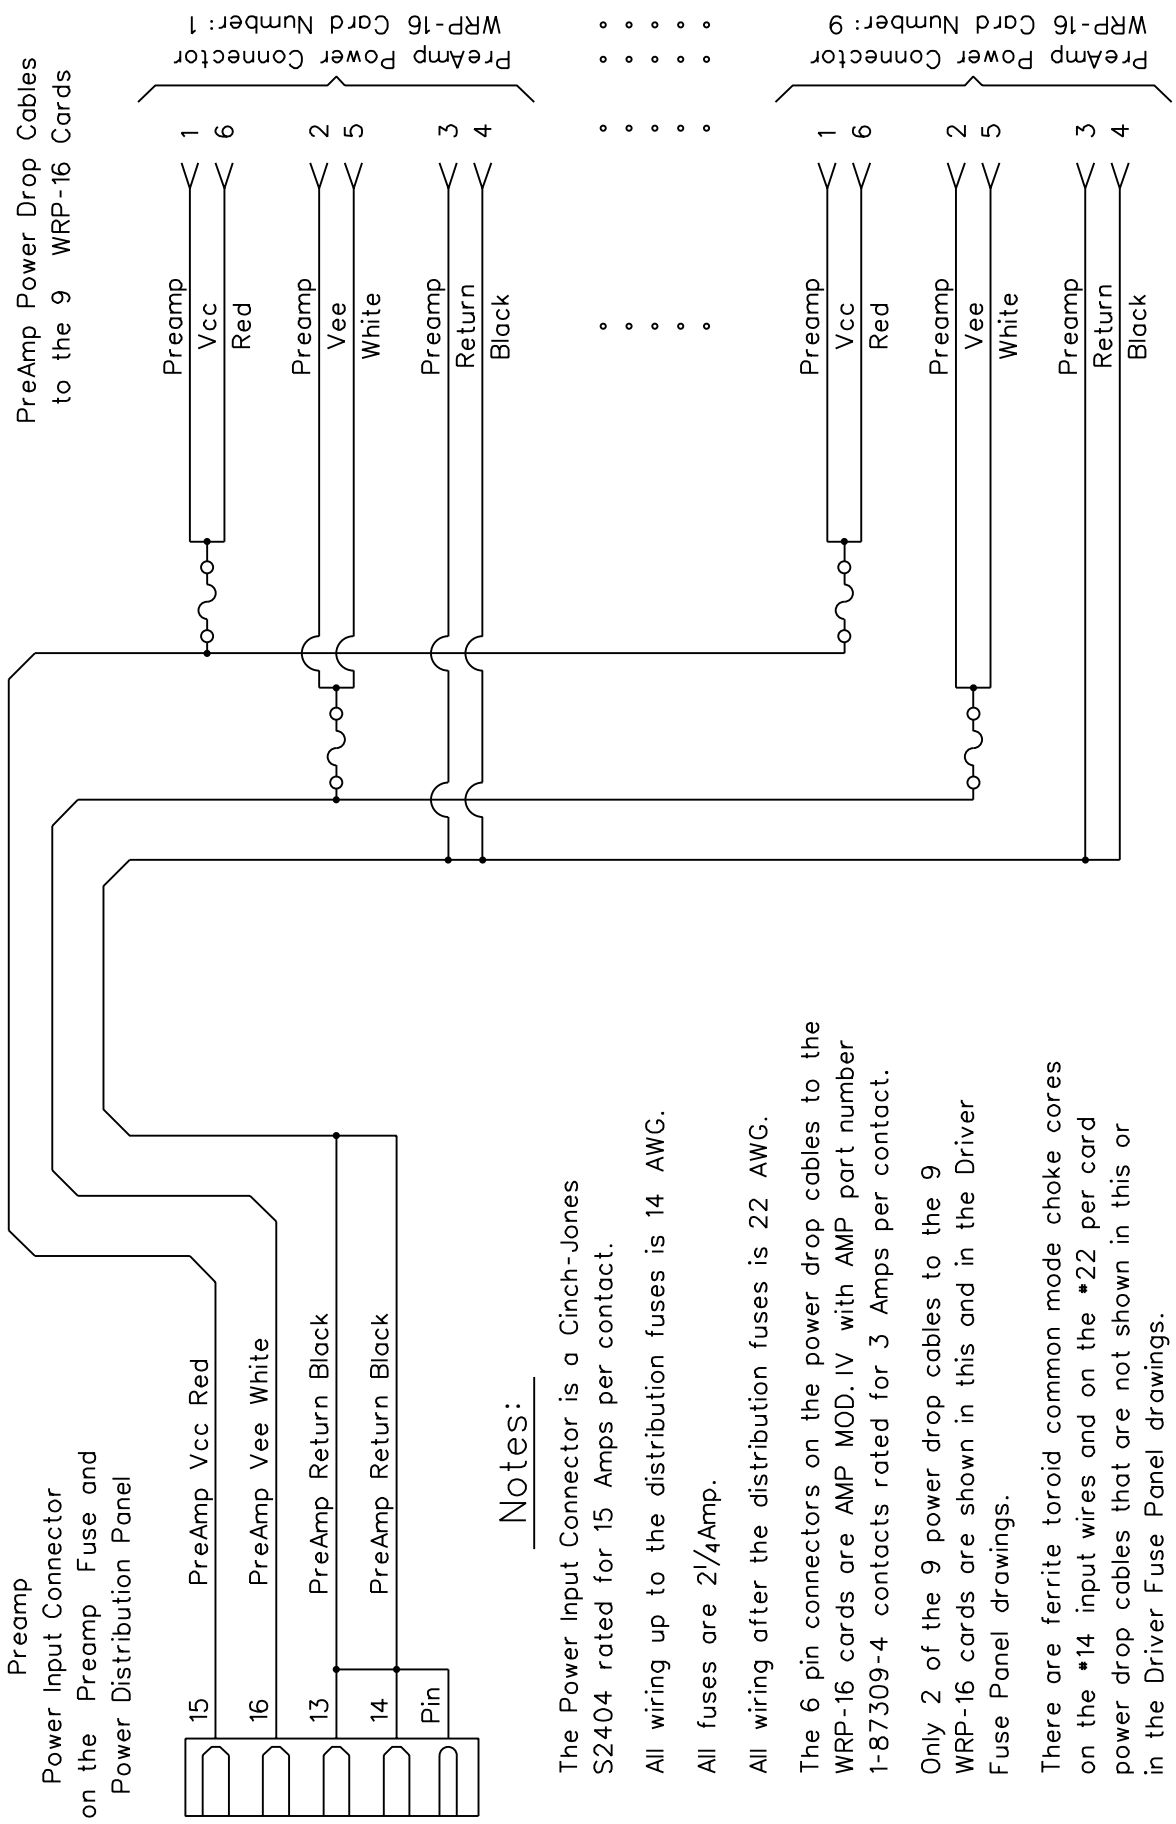 Preamp
Power Input Connector
on the Preamp Fuse and
Power Distribution Panel
15
PreAmp Vcc Red
16
PreAmp Vee White
13
PreAmp Return Black
14
PreAmp Return Black
Pin
PreAmp Power Drop Cables
to the 9 WRP-16 Cards
Preamp
Vcc
Red
1
6
Preamp
Vee
White
2
5
Preamp
Return
Black
3
4
PreAmp Power Connector
WRP-16 Card Number: 1
Preamp
Vcc
Red
1
6
Preamp
Vee
White
2
5
Preamp
Return
Black
3
4
PreAmp Power Connector
WRP-16 Card Number: 9
Notes:
The Power Input Connector is a Cinch-Jones
S2404 rated for 15 Amps per contact.
All wiring up to the distribution fuses is 14 AWG.
All fuses are 2 1/4Amp.
All wiring after the distribution fuses is 22 AWG.
The 6 pin connectors on the power drop cables to the
WRP-16 cards are AMP MOD.IV with AMP part number
1-87309-4 contacts rated for 3 Amps per contact.
Only 2 of the 9 power drop cables to the 9
WRP-16 cards are shown in this and in the Driver
Fuse Panel drawings.
There are ferrite toroid common mode choke cores
on the #14 input wires and on the #22 per card
power drop cables that are not shown in this or
in the Driver Fuse Panel drawings.